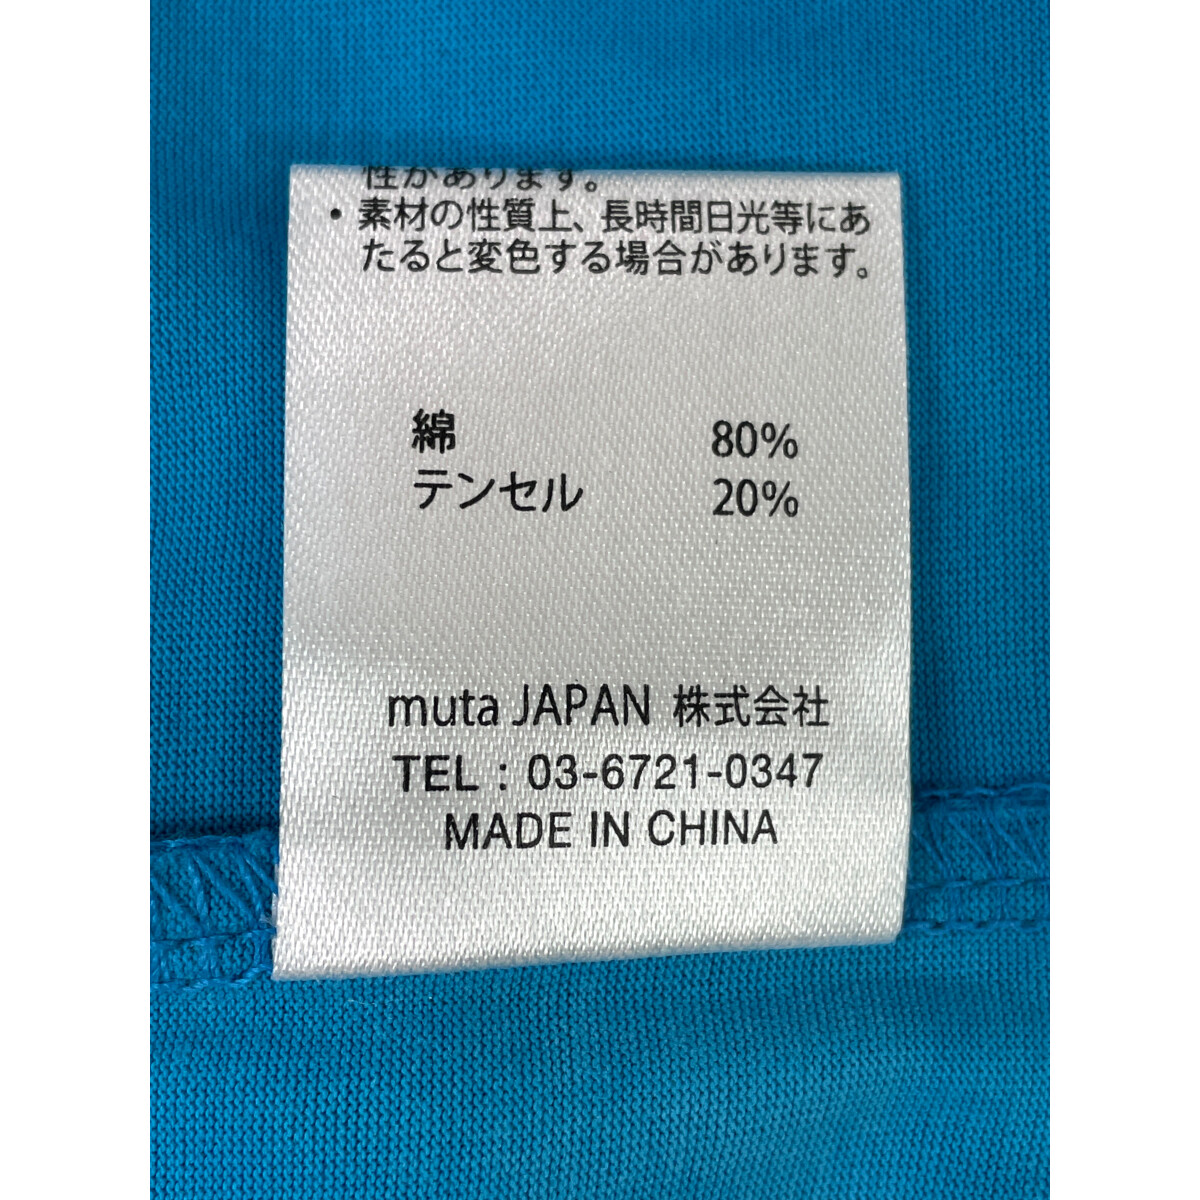 性があります。
・素材の性質上、長時間日光等にあ
たると変色する場合があります。
綿 80%
テンセル 20%
muta JAPAN 株式会社
TEL : 03-6721-0347
MADE IN CHINA